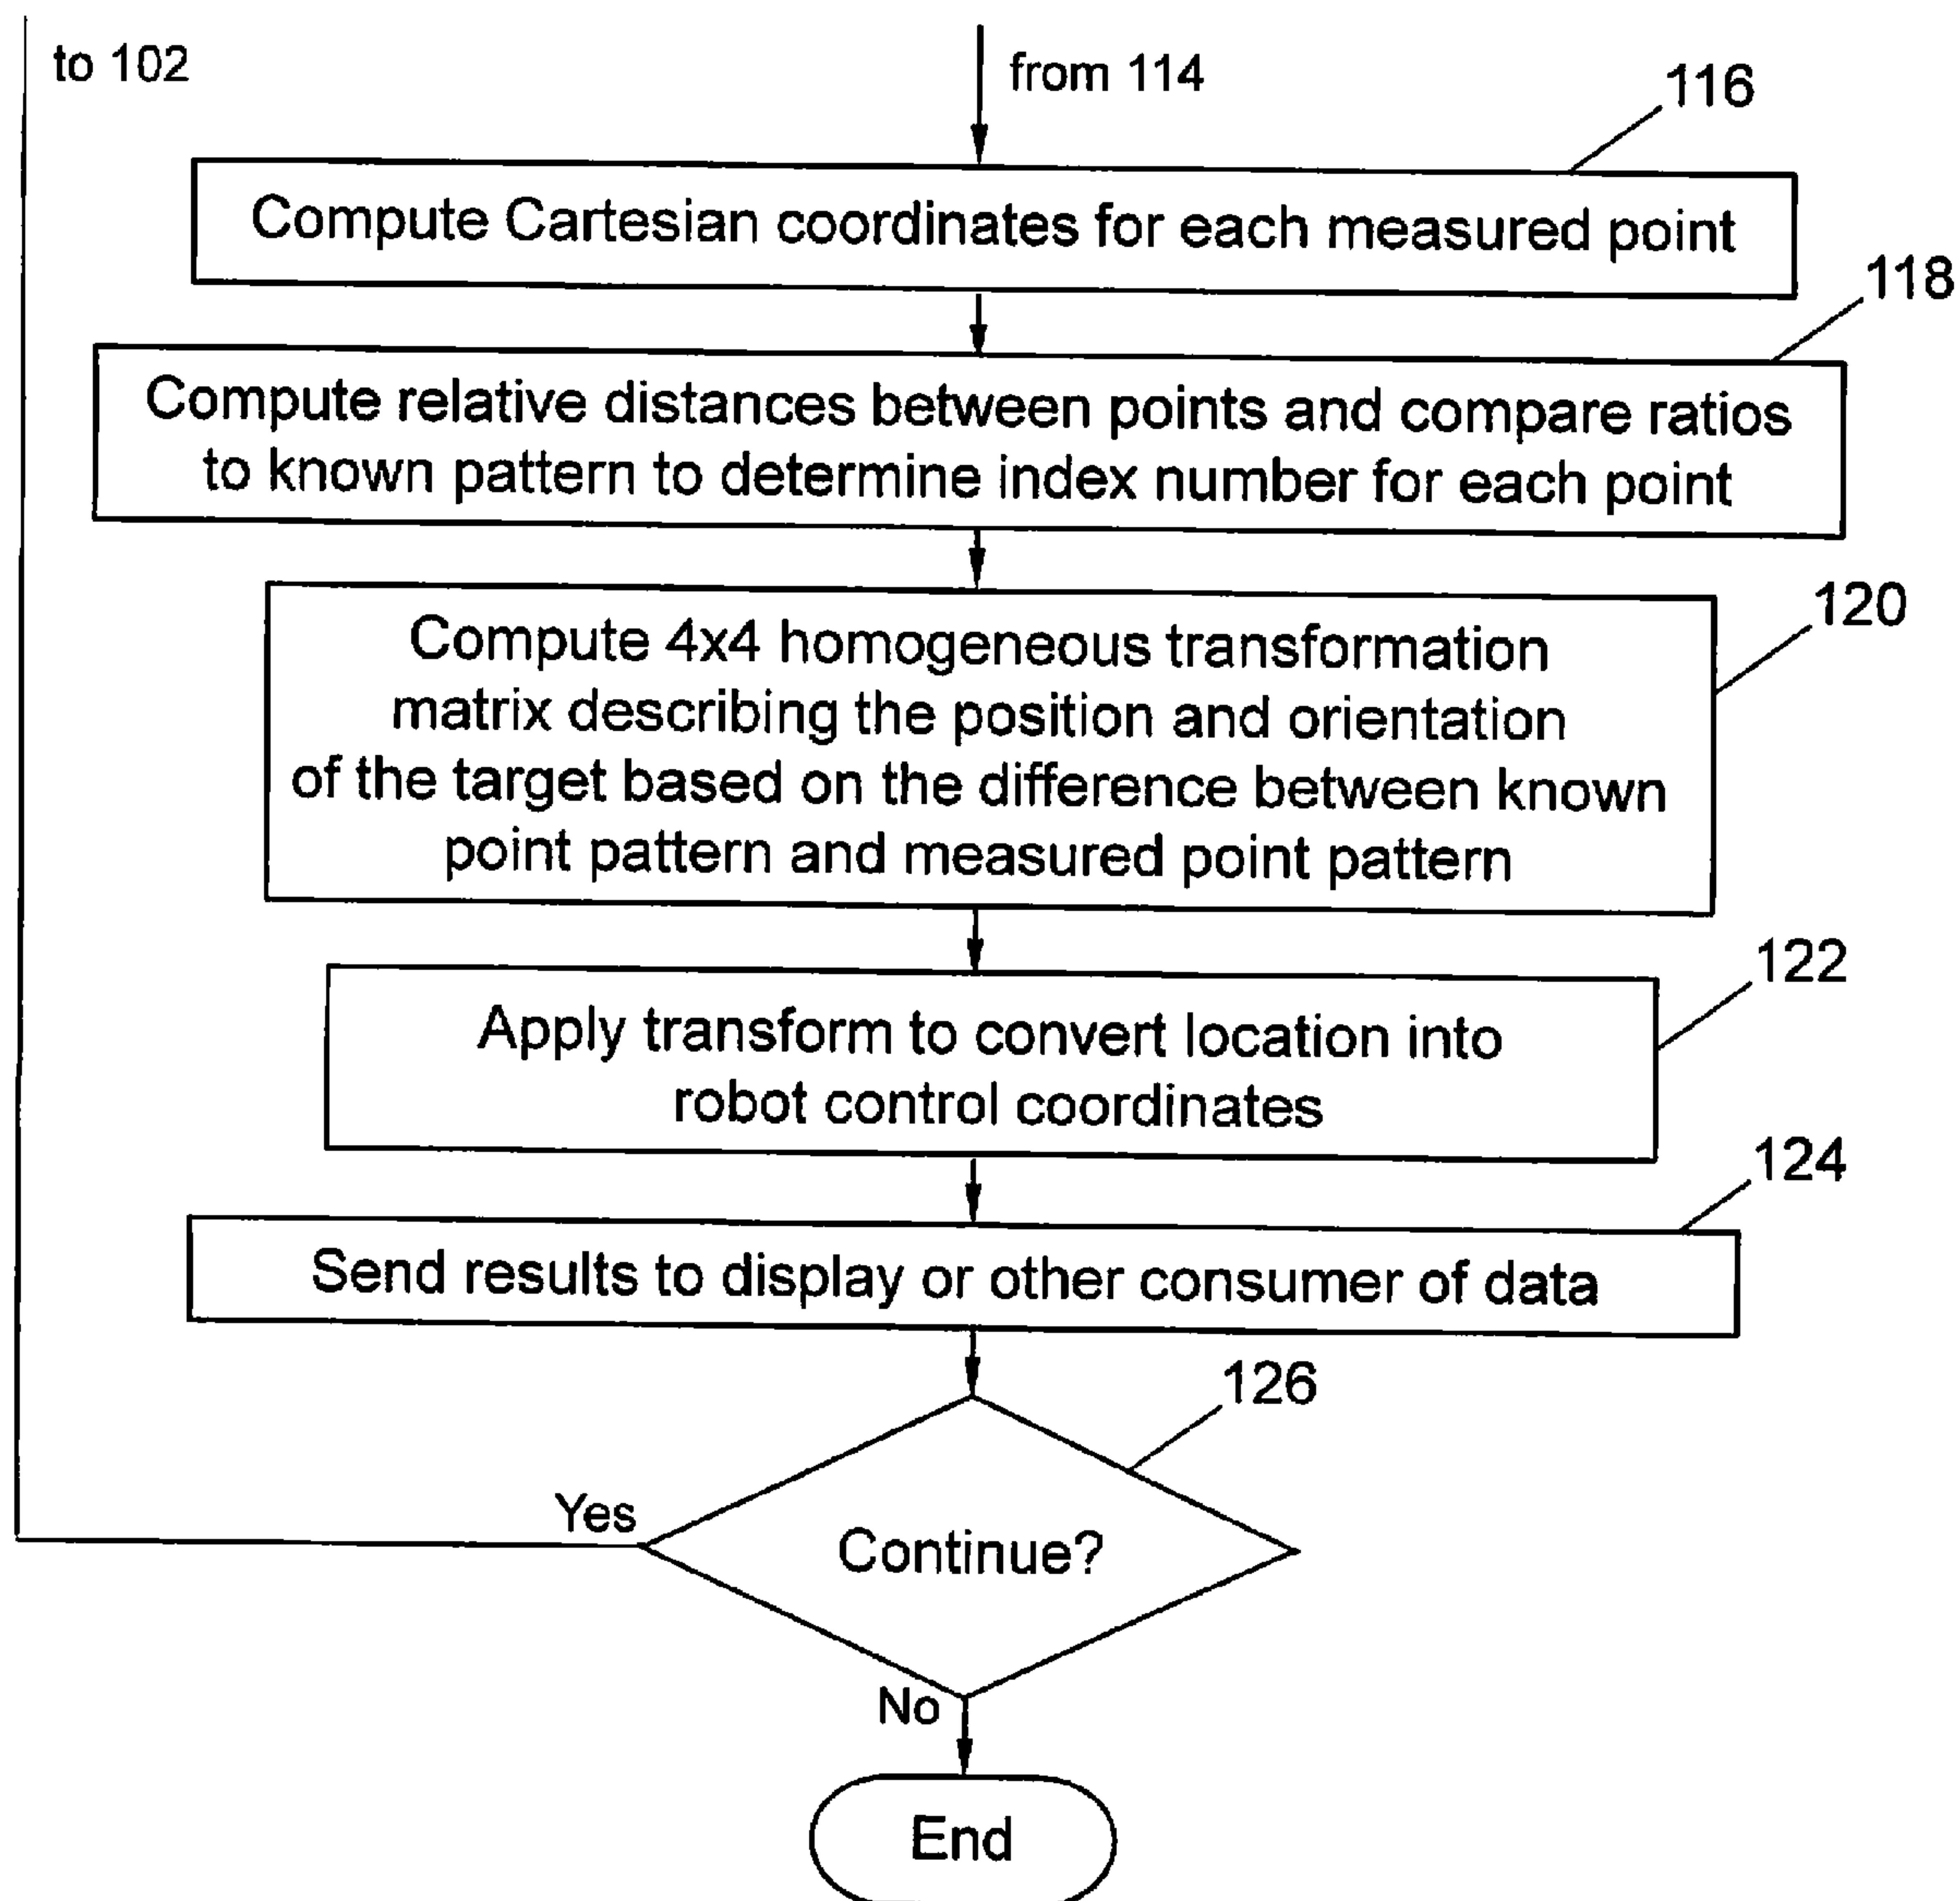 to 102
from 114
116
Compute Cartesian coordinates for each measured point
118
Compute relative distances between points and compare ratios
to known pattern to determine index number for each point
120
Compute 4x4 homogeneous transformation
matrix describing the position and orientation
of the target based on the difference between known
point pattern and measured point pattern
122
Apply transform to convert location into
robot control coordinates
124
Send results to display or other consumer of data
126
Yes
Continue?
No
End